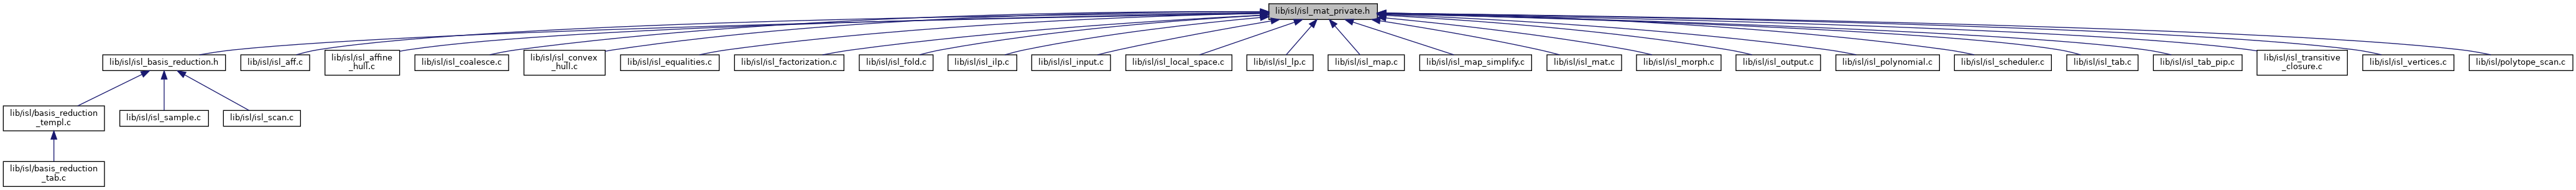 lib/isl/isl_mat_private.h
lib/isl/isl_basis_reduction.h
lib/isl/isl_aff.c
lib/isl/isl_affine
_hull.c
lib/isl/isl_coalesce.c
lib/isl/isl_convex
_hull.c
lib/isl/isl_equalities.c
lib/isl/isl_factorization.c
lib/isl/isl_fold.c
lib/isl/isl_ilp.c
lib/isl/isl_input.c
lib/isl/isl_local_space.c
lib/isl/isl_lp.c
lib/isl/isl_map.c
lib/isl/isl_map_simplify.c
lib/isl/isl_mat.c
lib/isl/isl_morph.c
lib/isl/isl_output.c
lib/isl/isl_polynomial.c
lib/isl/isl_scheduler.c
lib/isl/isl_tab.c
lib/isl/isl_tab_pip.c
lib/isl/isl_transitive
_closure.c
lib/isl/isl_vertices.c
lib/isl/polytope_scan.c
lib/isl/basis_reduction
_templ.c
lib/isl/isl_sample.c
lib/isl/isl_scan.c
lib/isl/basis_reduction
_tab.c